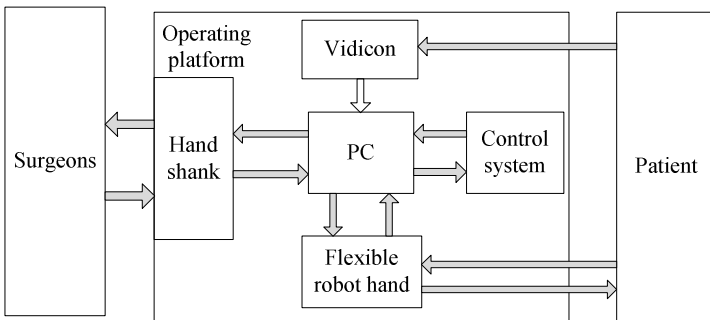 Operating
platform
Vidicon
Surgeons
Hand
shank
PC
Control
system
Patient
Flexible
robot hand